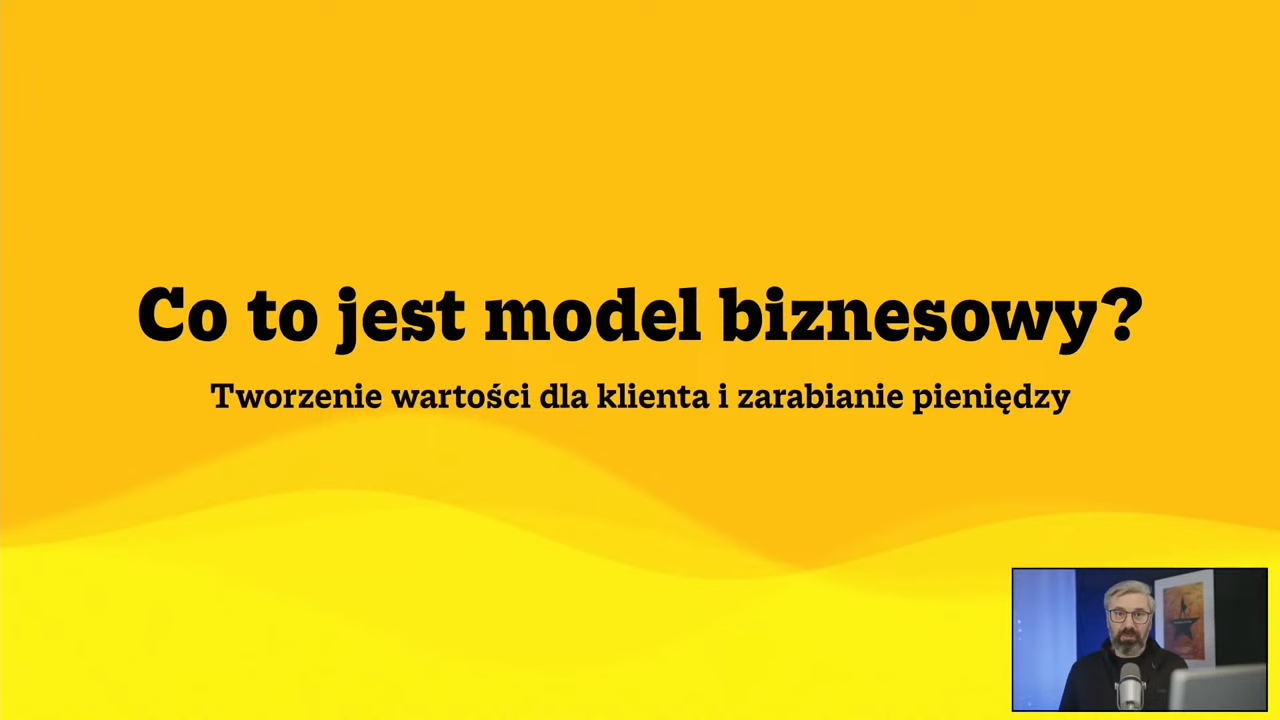 Co to jest model biznesowy?
Tworzenie wartości dla klienta i zarabianie pieniędzy